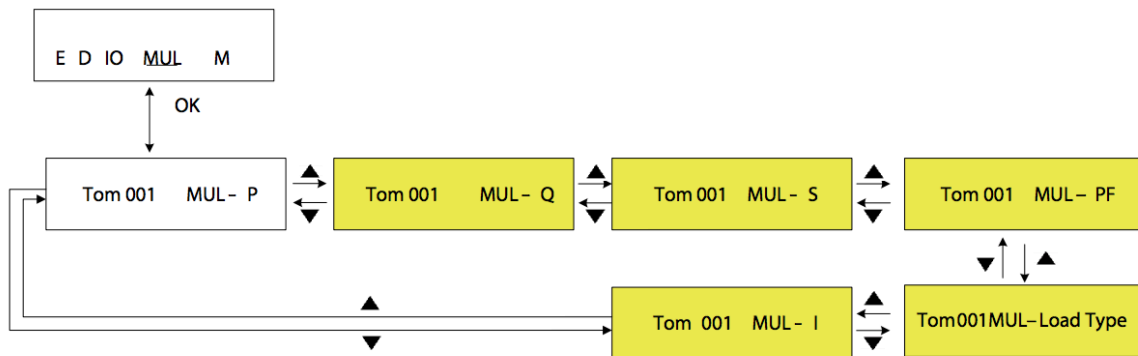 E D IO MUL M
OK
Tom 001 MUL- P
Tom 001 MUL- Q
Tom 001 MUL- S
Tom 001 MUL- PF
Tom 001 MUL- I
Tom001MUL-Load Type